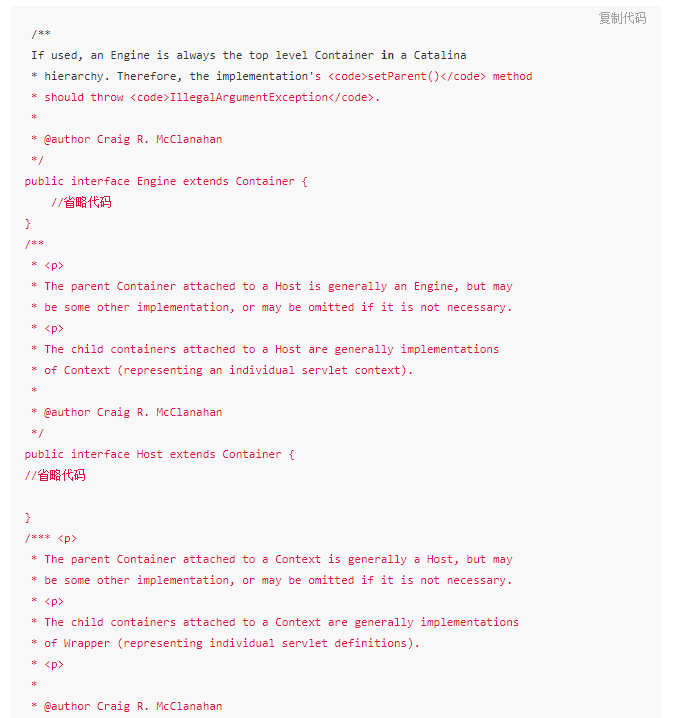 复制代码
/**
If used, an Engine is always the top level Container in a Catalina
* hierarchy. Therefore, the implementation's <code>setParent()</code> method
* should throw <code>IllegalArgumentException</code>.
*
* @author Craig R. McClanahan
*/
public interface Engine extends Container {
//省略代码
}
/**
* <p>
* The parent Container attached to a Host is generally an Engine, but may
* be some other implementation, or may be omitted if it is not necessary.
* <p>
* The child containers attached to a Host are generally implementations
* of Context (representing an individual servlet context).
*
* @author Craig R. McClanahan
*/
public interface Host extends Container {
//省略代码
}
/*** <p>
* The parent Container attached to a Context is generally a Host, but may
* be some other implementation, or may be omitted if it is not necessary.
* <p>
* The child containers attached to a Context are generally implementations
* of Wrapper (representing individual servlet definitions).
* <p>
*
* @author Craig R. McClanahan